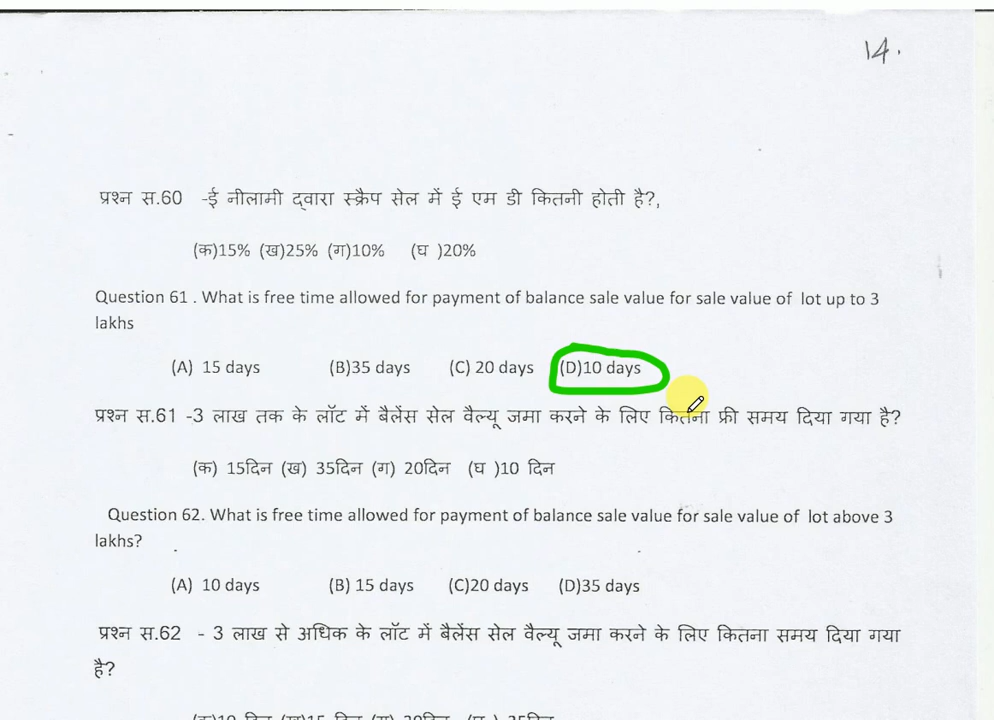 14.
प्रश्न स.60 -ई नीलामी द्वारा स्क्रैप सेल में ई एम डी कितनी होती है?,
(क)15% (ख)25% (ग)10% (घ )20%
Question 61 . What is free time allowed for payment of balance sale value for sale value of lot up to 3
lakhs
(A) 15 days (B)35 days (C) 20 days (D)10 days
प्रश्न स.61 -3 लाख तक के लॉट में बैलेंस सेल वैल्यू जमा करने के लिए कितना फ्री समय दिया गया है?
(क) 15दिन (ख) 35दिन (ग) 20दिन (घ )10 दिन
Question 62. What is free time allowed for payment of balance sale value for sale value of lot above 3
lakhs?
(A) 10 days (B) 15 days (C)20 days (D)35 days
प्रश्न स.62 - 3 लाख से अधिक के लॉट में बैलेंस सेल वैल्यू जमा करने के लिए कितना समय दिया गया
है?